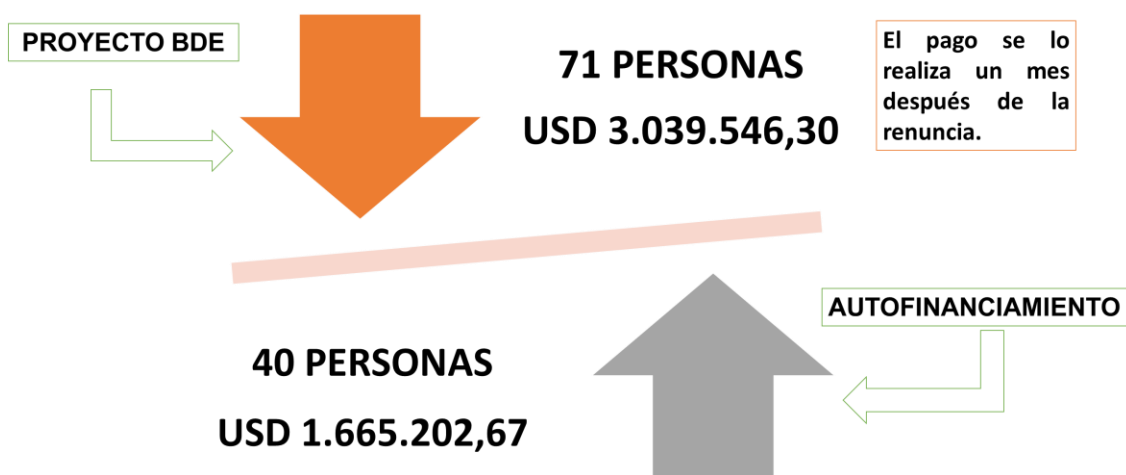 PROYECTO BDE
71 PERSONAS
USD 3.039.546,30
El pago se lo
realiza un mes
después de la
renuncia.
AUTOFINANCIAMIENTO
40 PERSONAS
USD 1.665.202,67